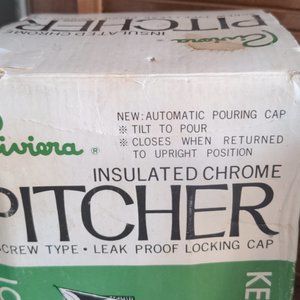 Riviera
INSULATED CHROME
PITCHER
NEW: AUTOMATIC POURING CAP
※ TILT TO POUR
※ CLOSES WHEN RETURNED
TO UPRIGHT POSITION
Riviera ®
INSULATED CHROME
PITCHER
SCREW TYPE • LEAK PROOF LOCKING CAP